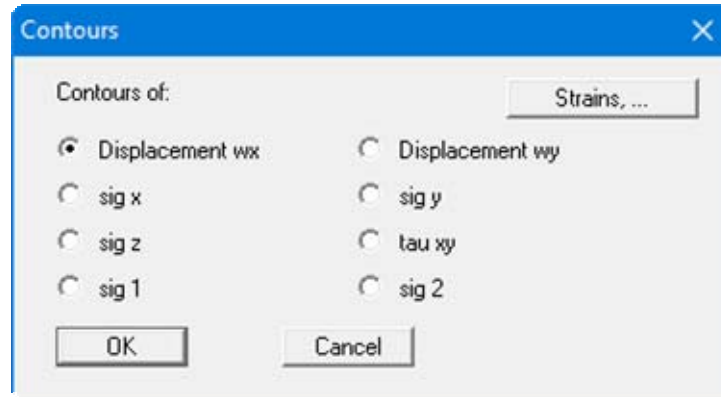 Contours
Contours of: Strains, ...
Displacement wx Displacement wy
sig x sig y
sig z tau xy
sig 1 sig 2
OK Cancel